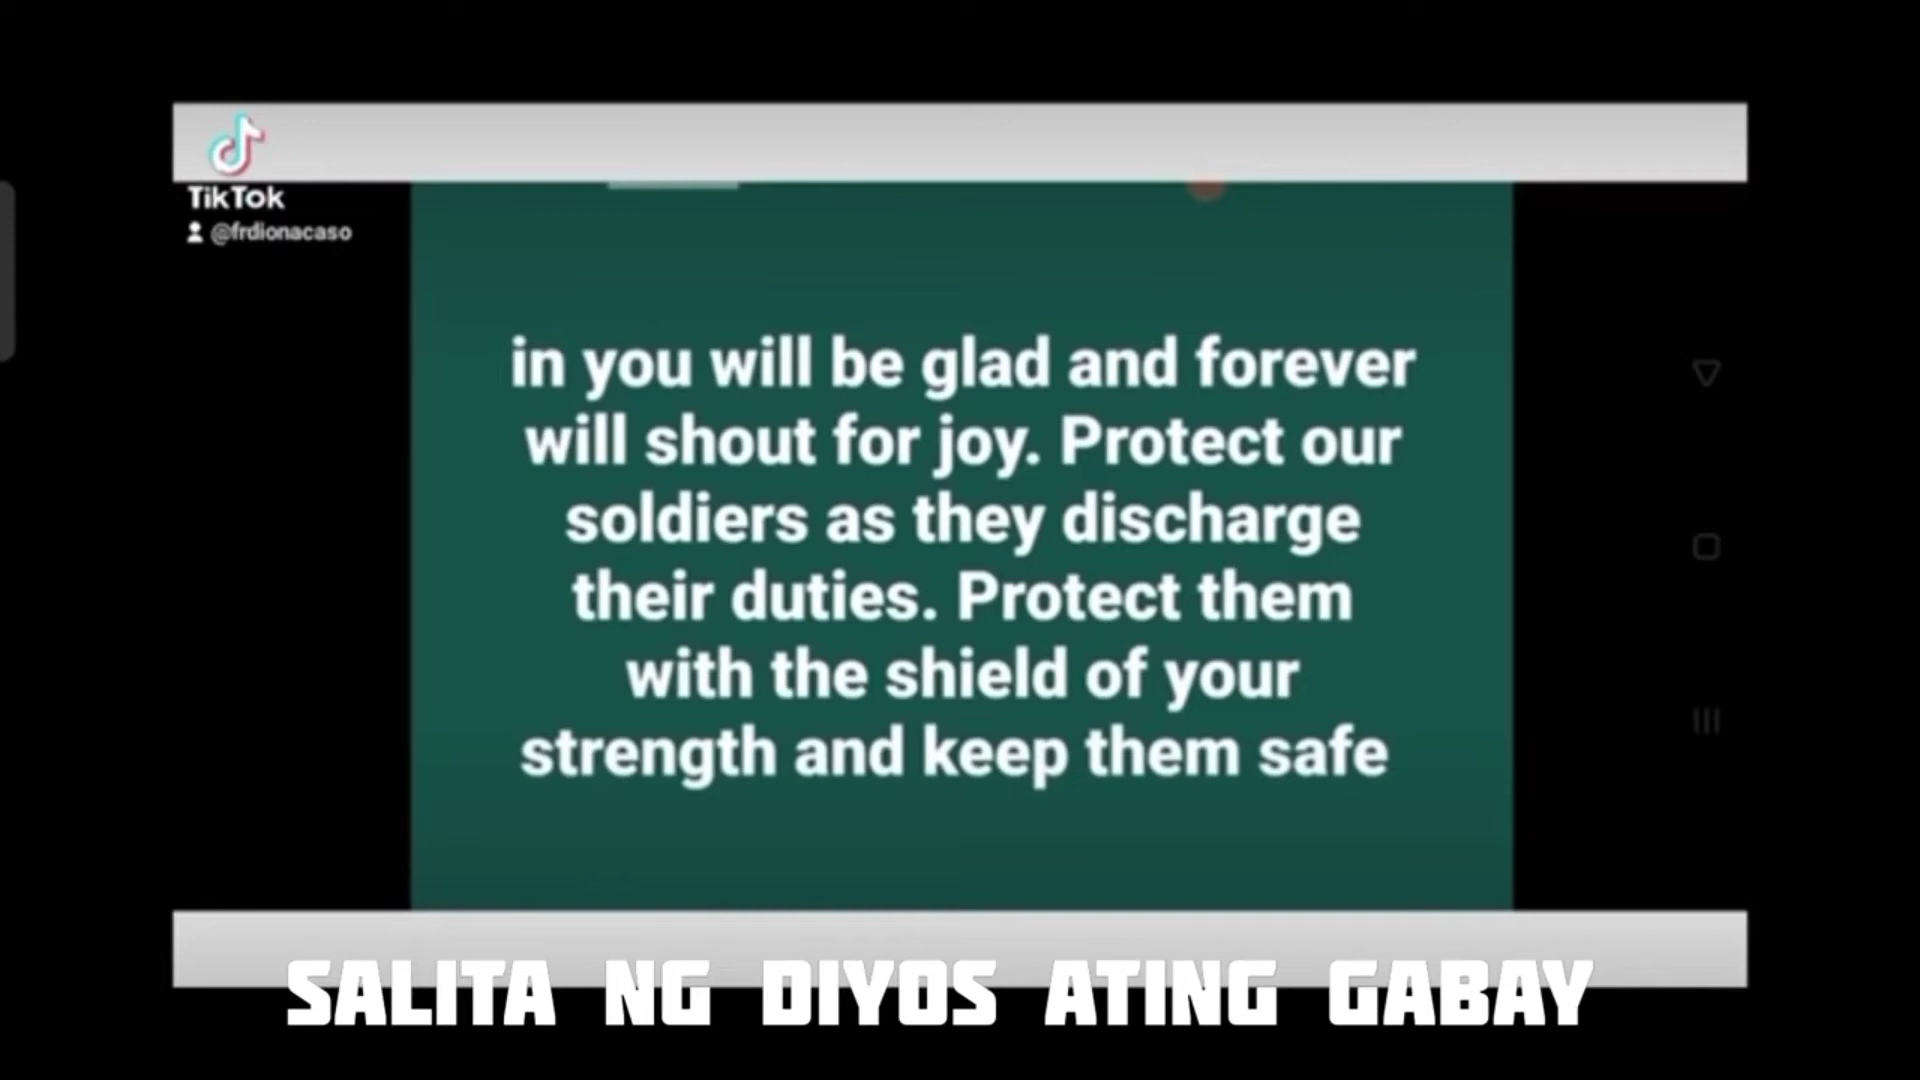 TikTok
@frdionacaso
in you will be glad and forever
will shout for joy. Protect our
soldiers as they discharge
their duties. Protect them
with the shield of your
strength and keep them safe
SALITA NG DIYOS ATING GABAY